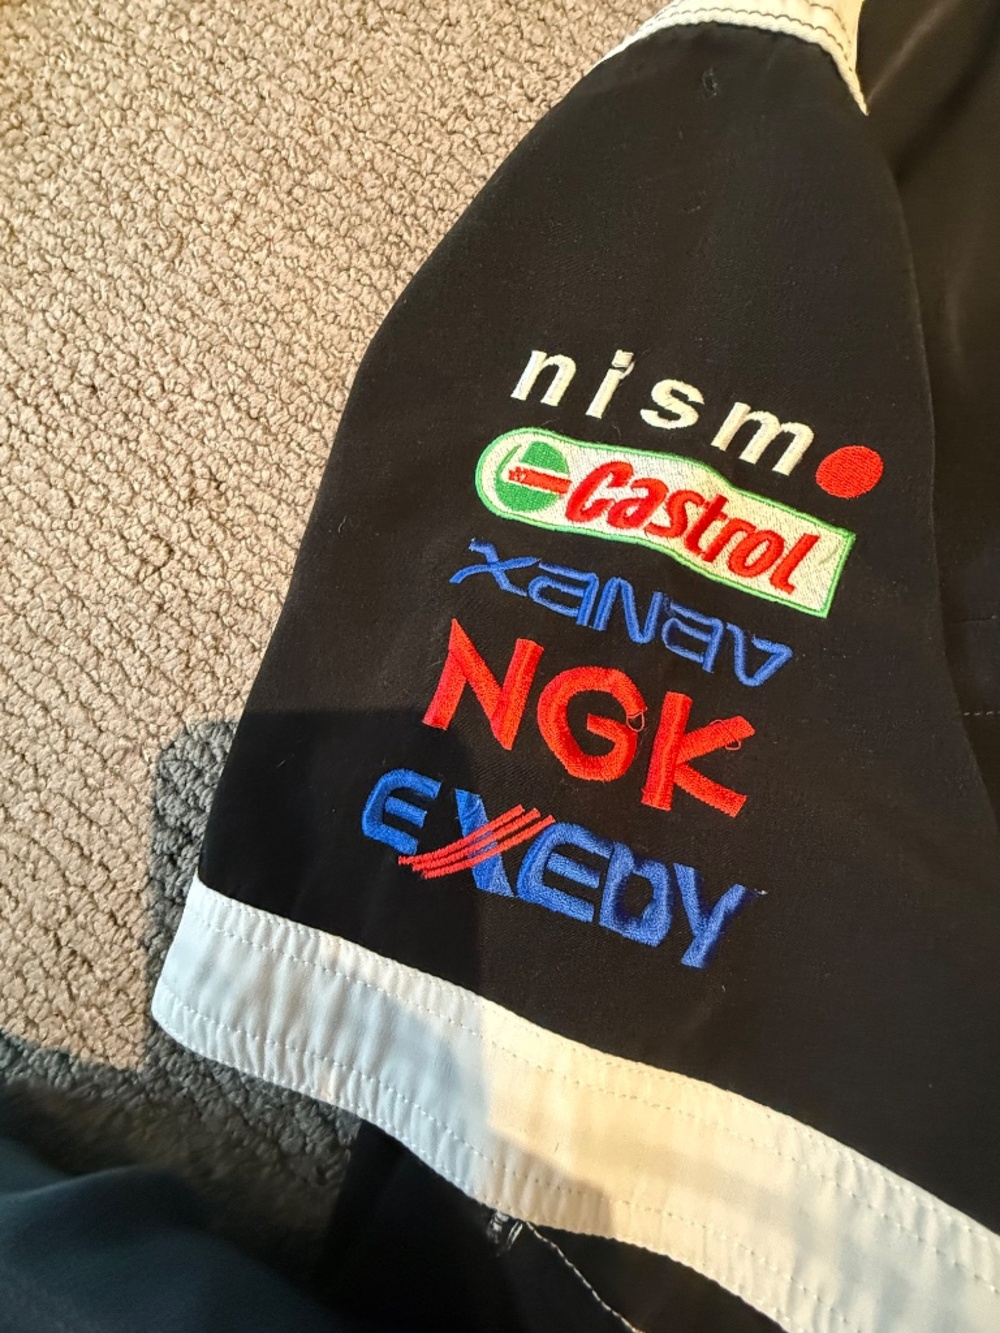 nismo
Castrol
XANAV
NGK
EXEDY